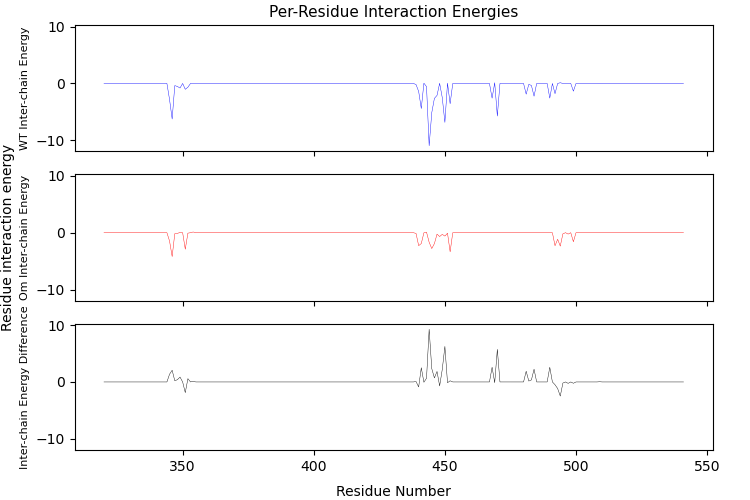 Per-Residue Interaction Energies
Residue interaction energy
WT Inter-chain Energy
10
0
−10
Om Inter-chain Energy
10
0
−10
Inter-chain Energy Difference
10
0
−10
350 400 450 500 550
Residue Number